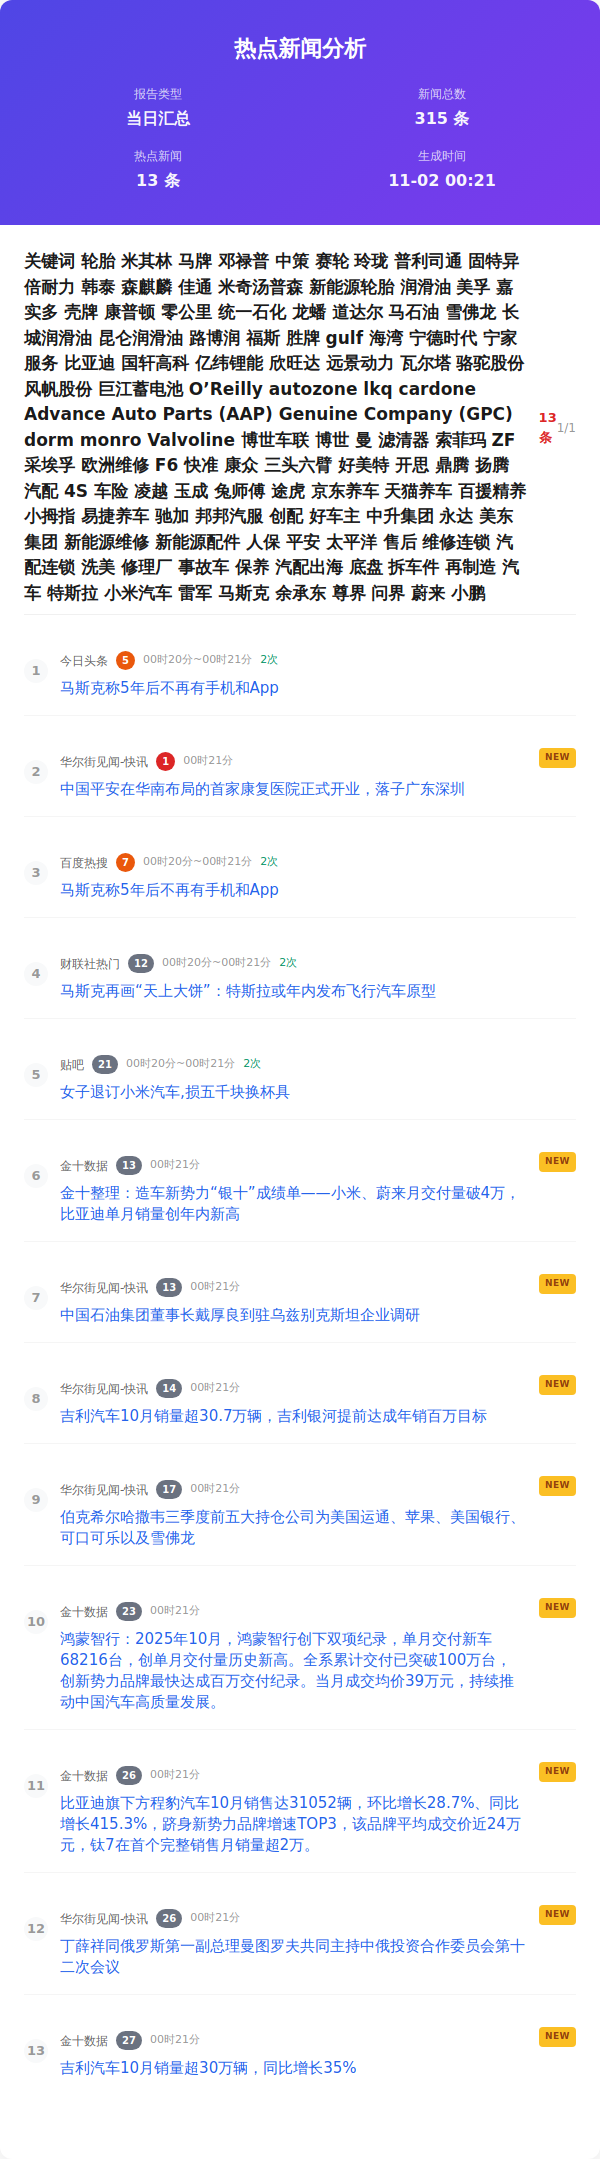 热点新闻分析
报告类型
新闻总数
当日汇总
315 条
热点新闻
生成时间
13 条
11-02 00:21
关键词 轮胎 米其林 马牌 邓禄普 中策 赛轮 玲珑 普利司通 固特异
倍耐力 韩泰 森麒麟 佳通 米奇汤普森 新能源轮胎 润滑油 美孚 嘉
实多 壳牌 康普顿 零公里 统一石化 龙蟠 道达尔 马石油 雪佛龙 长
城润滑油 昆仑润滑油 路博润 福斯 胜牌 gulf 海湾 宁德时代 宁家
服务 比亚迪 国轩高科 亿纬锂能 欣旺达 远景动力 瓦尔塔 骆驼股份
风帆股份 巨江蓄电池 O’Reilly autozone lkq cardone
Advance Auto Parts (AAP) Genuine Company (GPC)
dorm monro Valvoline 博世车联 博世 曼 滤清器 索菲玛 ZF
采埃孚 欧洲维修 F6 快准 康众 三头六臂 好美特 开思 鼎腾 扬腾
汽配 4S 车险 凌越 玉成 兔师傅 途虎 京东养车 天猫养车 百援精养
小拇指 易捷养车 驰加 邦邦汽服 创配 好车主 中升集团 永达 美东
集团 新能源维修 新能源配件 人保 平安 太平洋 售后 维修连锁 汽
配连锁 洗美 修理厂 事故车 保养 汽配出海 底盘 拆车件 再制造 汽
车 特斯拉 小米汽车 雷军 马斯克 余承东 尊界 问界 蔚来 小鹏
13
条
1/1
1
今日头条 5 00时20分~00时21分 2次
马斯克称5年后不再有手机和App
2
华尔街见闻-快讯 1 00时21分
NEW
中国平安在华南布局的首家康复医院正式开业，落子广东深圳
3
百度热搜 7 00时20分~00时21分 2次
马斯克称5年后不再有手机和App
4
财联社热门 12 00时20分~00时21分 2次
马斯克再画“天上大饼”：特斯拉或年内发布飞行汽车原型
5
贴吧 21 00时20分~00时21分 2次
女子退订小米汽车,损五千块换杯具
6
金十数据 13 00时21分
NEW
金十整理：造车新势力“银十”成绩单——小米、蔚来月交付量破4万，
比亚迪单月销量创年内新高
7
华尔街见闻-快讯 13 00时21分
NEW
中国石油集团董事长戴厚良到驻乌兹别克斯坦企业调研
8
华尔街见闻-快讯 14 00时21分
NEW
吉利汽车10月销量超30.7万辆，吉利银河提前达成年销百万目标
9
华尔街见闻-快讯 17 00时21分
NEW
伯克希尔哈撒韦三季度前五大持仓公司为美国运通、苹果、美国银行、
可口可乐以及雪佛龙
10
金十数据 23 00时21分
NEW
鸿蒙智行：2025年10月，鸿蒙智行创下双项纪录，单月交付新车
68216台，创单月交付量历史新高。全系累计交付已突破100万台，
创新势力品牌最快达成百万交付纪录。当月成交均价39万元，持续推
动中国汽车高质量发展。
11
金十数据 26 00时21分
NEW
比亚迪旗下方程豹汽车10月销售达31052辆，环比增长28.7%、同比
增长415.3%，跻身新势力品牌增速TOP3，该品牌平均成交价近24万
元，钛7在首个完整销售月销量超2万。
12
华尔街见闻-快讯 26 00时21分
NEW
丁薛祥同俄罗斯第一副总理曼图罗夫共同主持中俄投资合作委员会第十
二次会议
13
金十数据 27 00时21分
NEW
吉利汽车10月销量超30万辆，同比增长35%